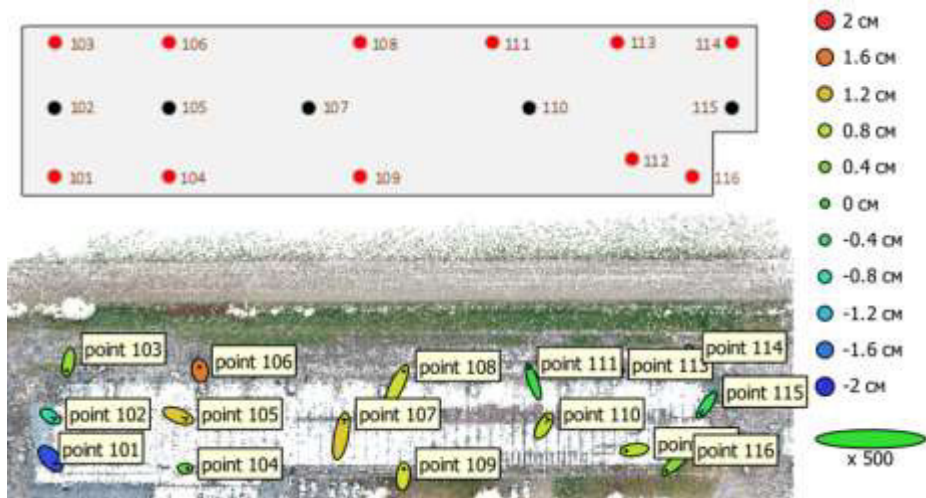 103
106
108
111
113
114
102
105
107
110
115
101
104
109
112
116
2 см
1.6 см
1.2 см
0.8 см
0.4 см
0 см
-0.4 см
-0.8 см
-1.2 см
-1.6 см
-2 см
x 500
point 103
point 106
point 108
point 111
point 113
point 114
point 102
point 105
point 107
point 110
point 115
point 101
point 104
point 109
point 116